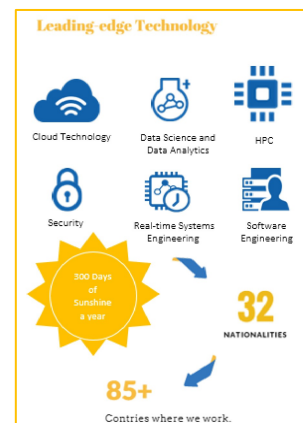 Leading-edge Technology
Cloud Technology
Data Science and
Data Analytics
HPC
Security
Real-time Systems
Engineering
Software
Engineering
300 Days
of
Sunshine
a year
32
NATIONALITIES
85+
Contries where we work.